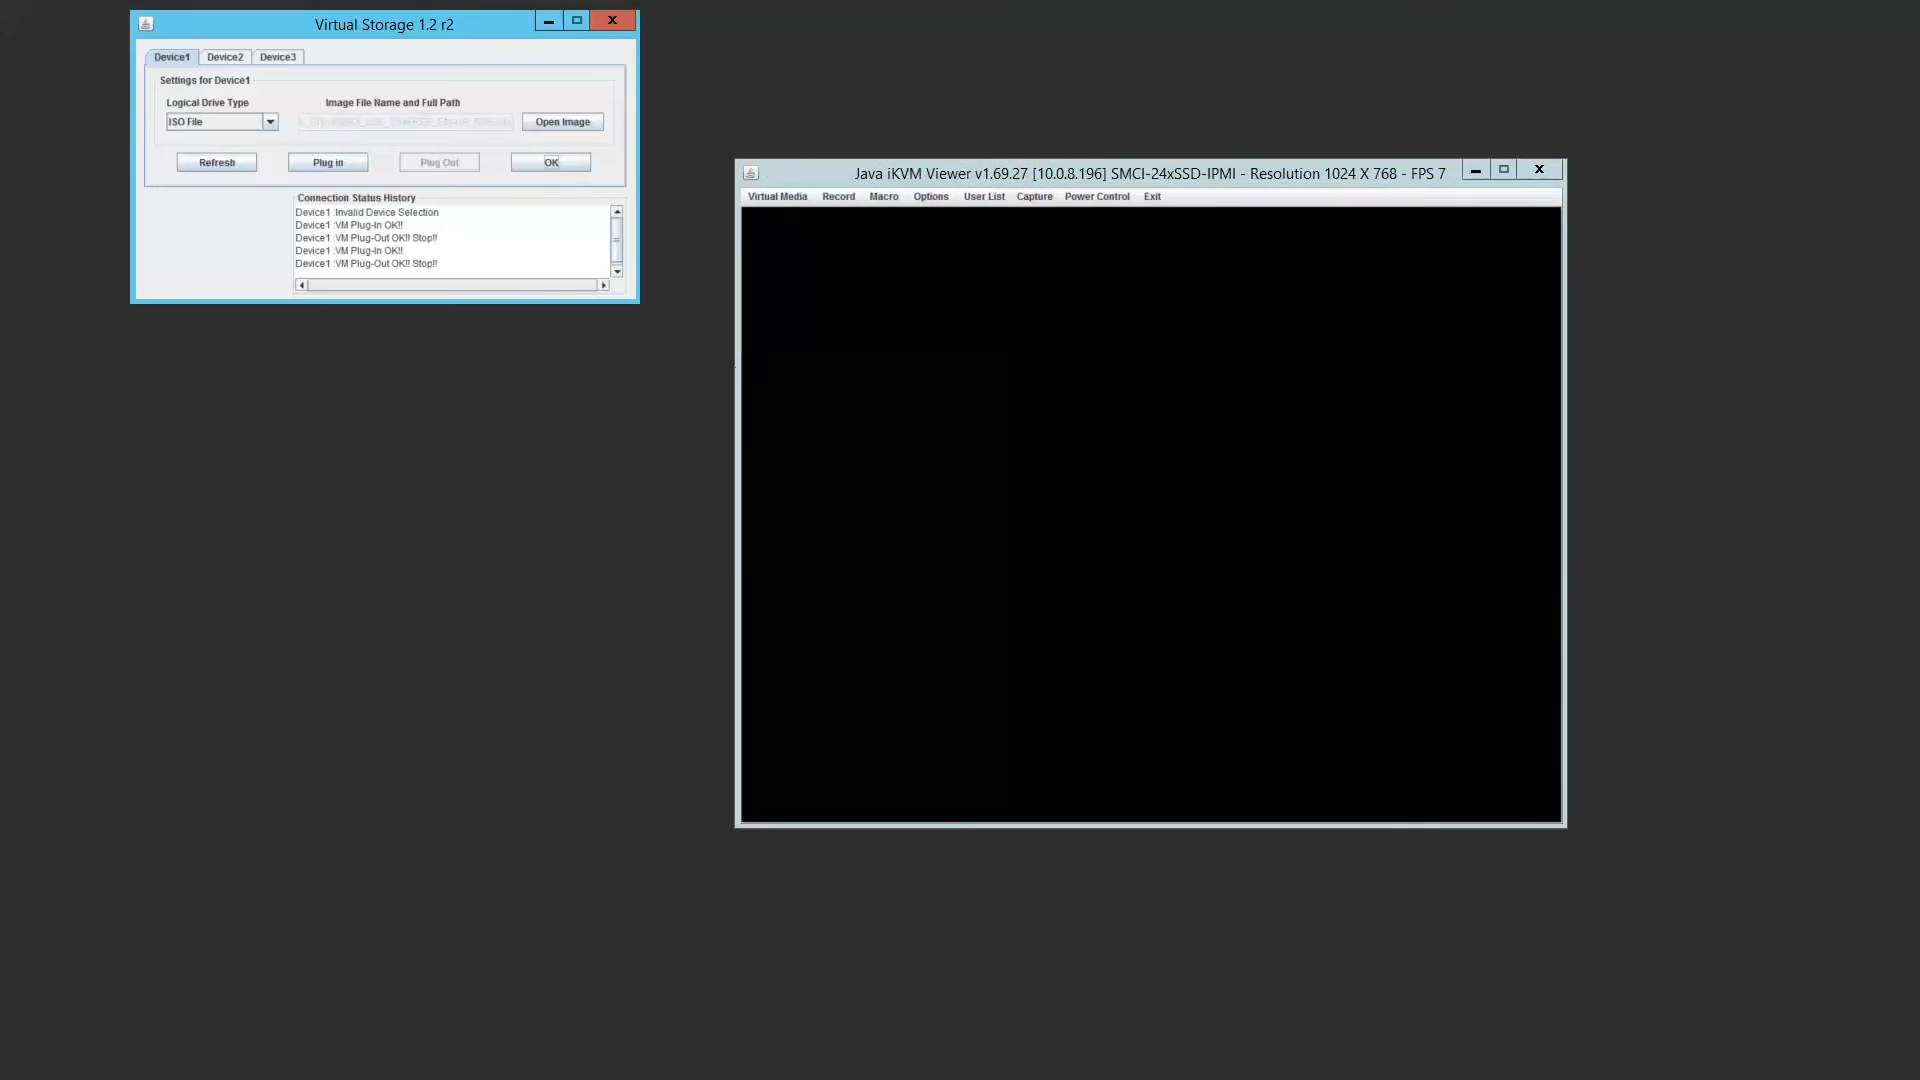 Virtual Storage 1.2 r2
Device1 Device2 Device3
Settings for Device1
Logical Drive Type Image File Name and Full Path
ISO File Open Image
Refresh Plug in Plug Out OK
Connection Status History
Device1 :Invalid Device Selection
Device1 :VM Plug-In OK!!
Device1 :VM Plug-Out OK!! Stop!!
Device1 :VM Plug-In OK!!
Device1 :VM Plug-Out OK!! Stop!!
Java iKVM Viewer v1.69.27 [10.0.8.196] SMCI-24xSSD-IPMI - Resolution 1024 X 768 - FPS 7
Virtual Media Record Macro Options User List Capture Power Control Exit